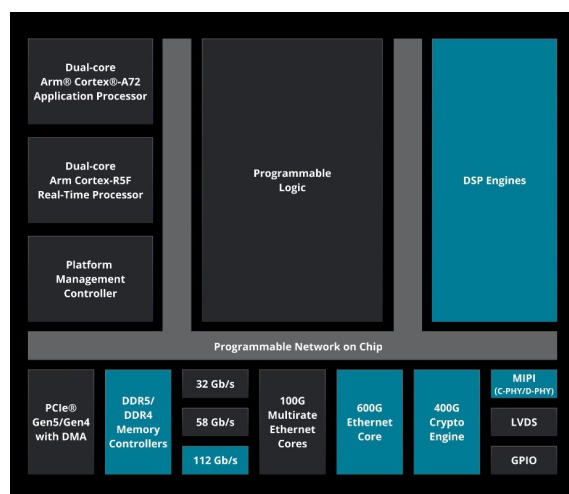 Dual-core
Arm® Cortex®-A72
Application Processor
Dual-core
Arm Cortex-R5F
Real-Time Processor
Platform
Management
Controller
Programmable
Logic
DSP Engines
Programmable Network on Chip
PCIe®
Gen5/Gen4
with DMA
DDR5/
DDR4
Memory
Controllers
32 Gb/s
58 Gb/s
112 Gb/s
100G
Multirate
Ethernet
Cores
600G
Ethernet
Core
400G
Crypto
Engine
MIPI
(C-PHY/D-PHY)
LVDS
GPIO